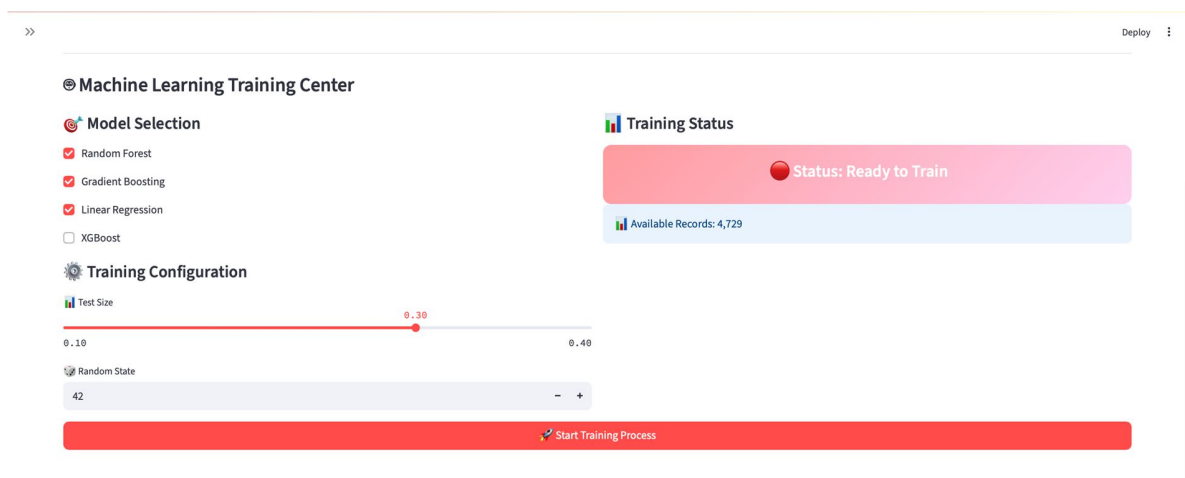 Deploy
Machine Learning Training Center
Model Selection
Random Forest
Gradient Boosting
Linear Regression
XGBoost
Training Configuration
Test Size
0.30
0.10
0.40
Random State
42
Training Status
Status: Ready to Train
Available Records: 4,729
Start Training Process